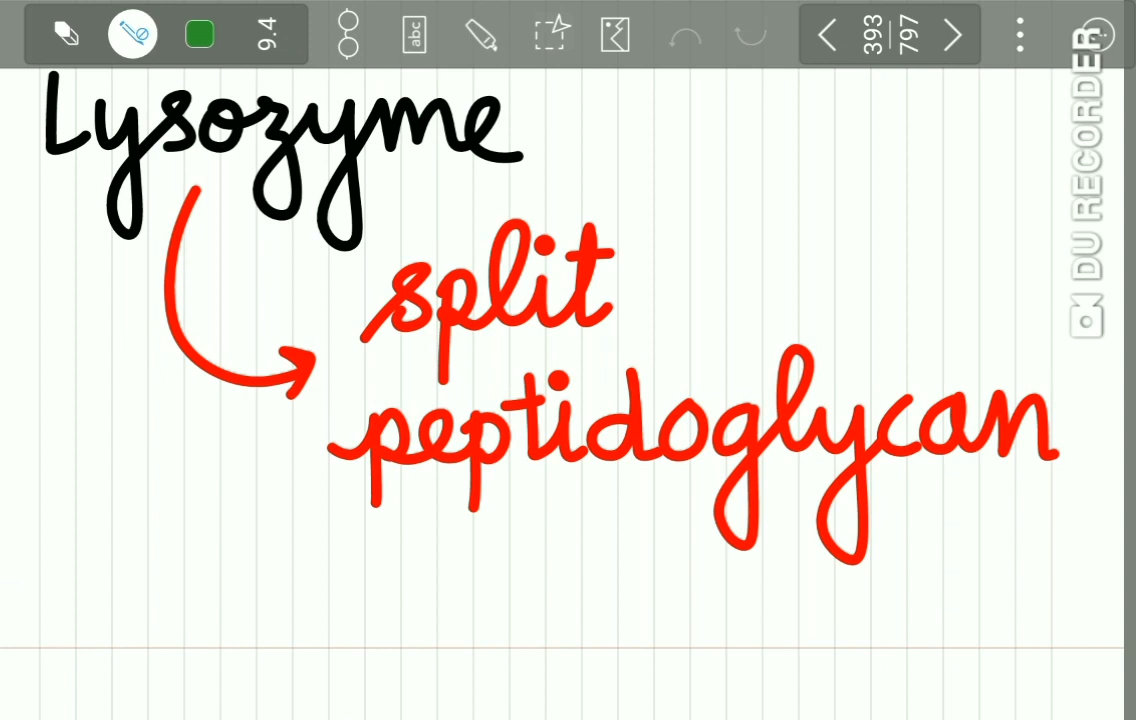 9.4
abc
393
797
DU RECORDER
Lysozyme
split
peptidoglycan